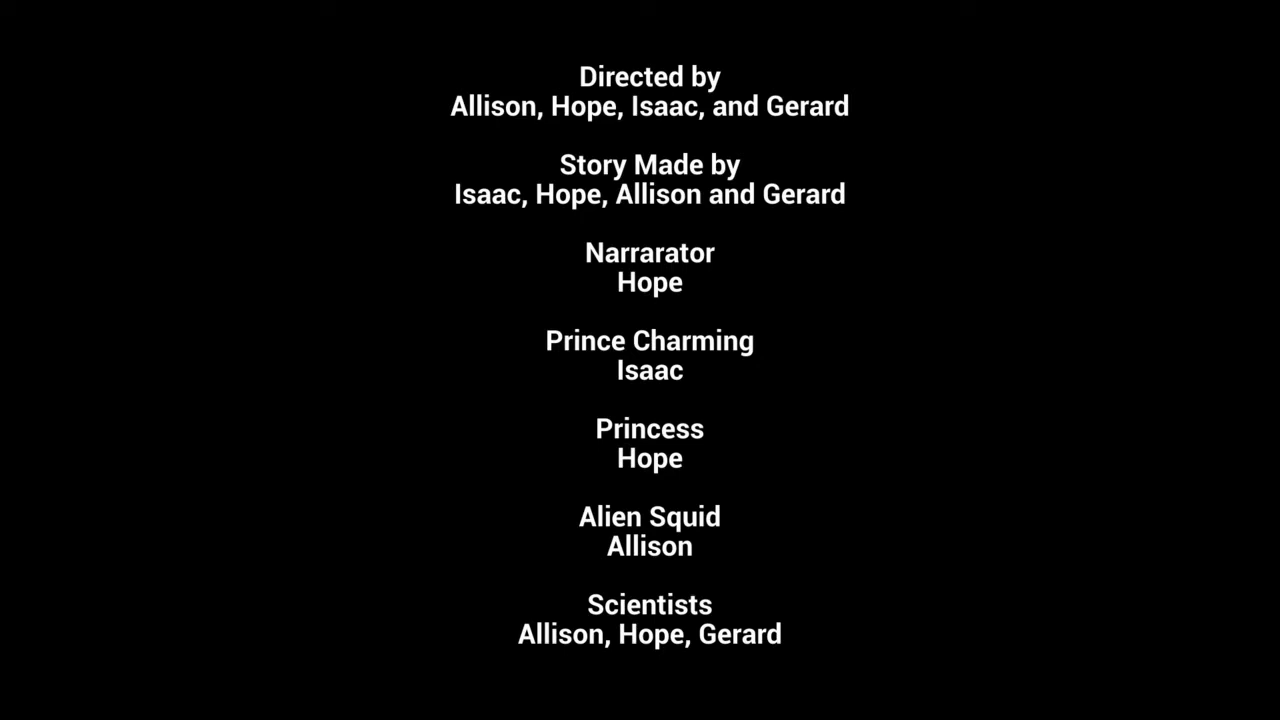 Directed by
Allison, Hope, Isaac, and Gerard
Story Made by
Isaac, Hope, Allison and Gerard
Narrarator
Hope
Prince Charming
Isaac
Princess
Hope
Alien Squid
Allison
Scientists
Allison, Hope, Gerard